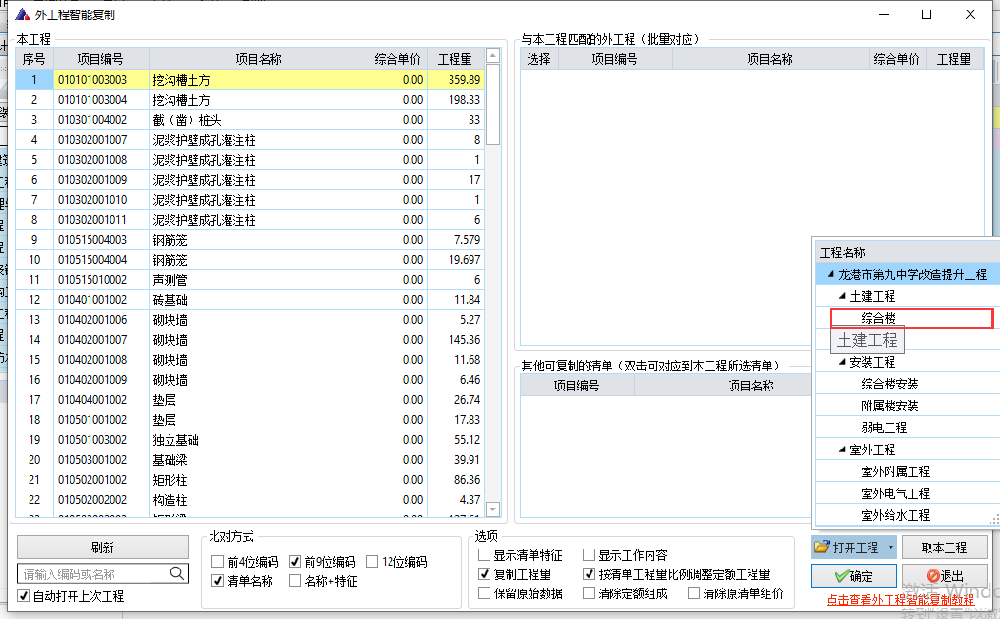 外工程智能复制
本工程
序号 项目编号 项目名称 综合单价 工程量
1 010101003003 挖沟槽土方 0.00 359.89
2 010101003004 挖沟槽土方 0.00 198.33
3 010301004002 截（凿）桩头 0.00 33
4 010302001007 泥浆护壁成孔灌注桩 0.00 8
5 010302001008 泥浆护壁成孔灌注桩 0.00 1
6 010302001009 泥浆护壁成孔灌注桩 0.00 17
7 010302001010 泥浆护壁成孔灌注桩 0.00 1
8 010302001011 泥浆护壁成孔灌注桩 0.00 6
9 010515004003 钢筋笼 0.00 7.579
10 010515004004 钢筋笼 0.00 19.697
11 010515010002 声测管 0.00 6
12 010401001002 砖基础 0.00 11.84
13 010402001006 砌块墙 0.00 5.27
14 010402001007 砌块墙 0.00 145.36
15 010402001008 砌块墙 0.00 11.68
16 010402001009 砌块墙 0.00 6.46
17 010404001002 垫层 0.00 26.74
18 010501001002 垫层 0.00 17.83
19 010501003002 独立基础 0.00 55.12
20 010503001002 基础梁 0.00 39.91
21 010502001002 矩形柱 0.00 86.36
22 010502002002 构造柱 0.00 4.37
与本工程匹配的外工程（批量对应）
选择 项目编号 项目名称 综合单价 工程量
其他可复制的清单（双击可对应到本工程所选清单）
项目编号 项目名称
工程名称
龙港市第九中学改造提升工程
土建工程
综合楼
土建工程
安装工程
综合楼安装
附属楼安装
弱电工程
室外工程
室外附属工程
室外电气工程
室外给水工程
刷新
请输入编码或名称
自动打开上次工程
比对方式
前4位编码 前9位编码 12位编码
清单名称 名称+特征
选项
显示清单特征 显示工作内容
复制工程量 按清单工程量比例调整定额工程量
保留原始数据 清除定额组成 清除原清单组价
打开工程 取本工程
确定 退出
点击查看外工程智能复制教程